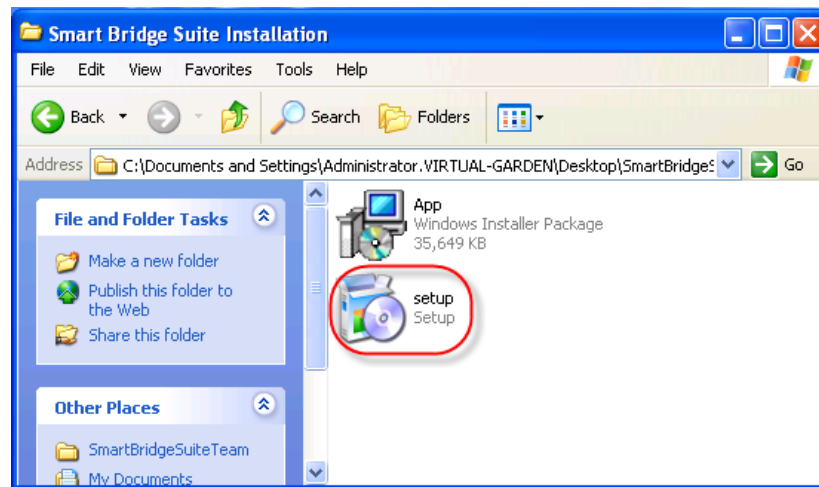 Smart Bridge Suite Installation
File Edit View Favorites Tools Help
Back Search Folders
Address C:\Documents and Settings\Administrator.VIRTUAL-GARDEN\Desktop\SmartBridgeS Go
File and Folder Tasks
Make a new folder
Publish this folder to
the Web
Share this folder
Other Places
SmartBridgeSuiteTeam
My Documents
App
Windows Installer Package
35,649 KB
setup
Setup